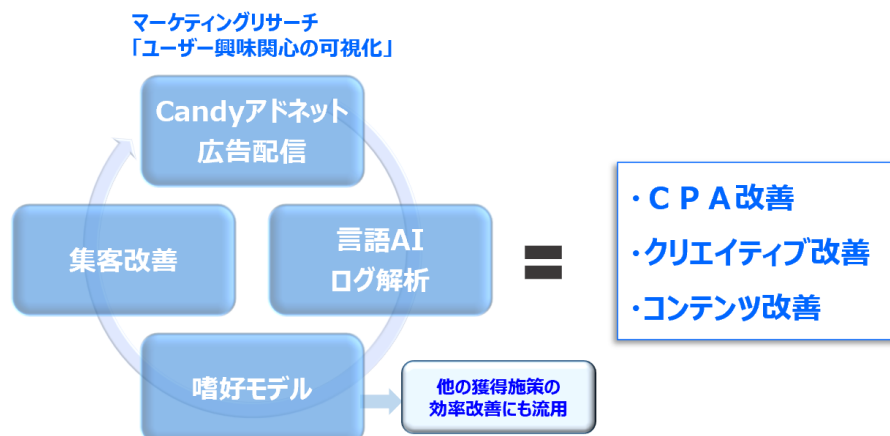 マーケティングリサーチ
「ユーザー興味関心の可視化」
Candyアドネット
広告配信
言語AI
ログ解析
嗜好モデル
集客改善
他の獲得施策の
効率改善にも流用
=
・ＣＰＡ改善
・クリエイティブ改善
・コンテンツ改善